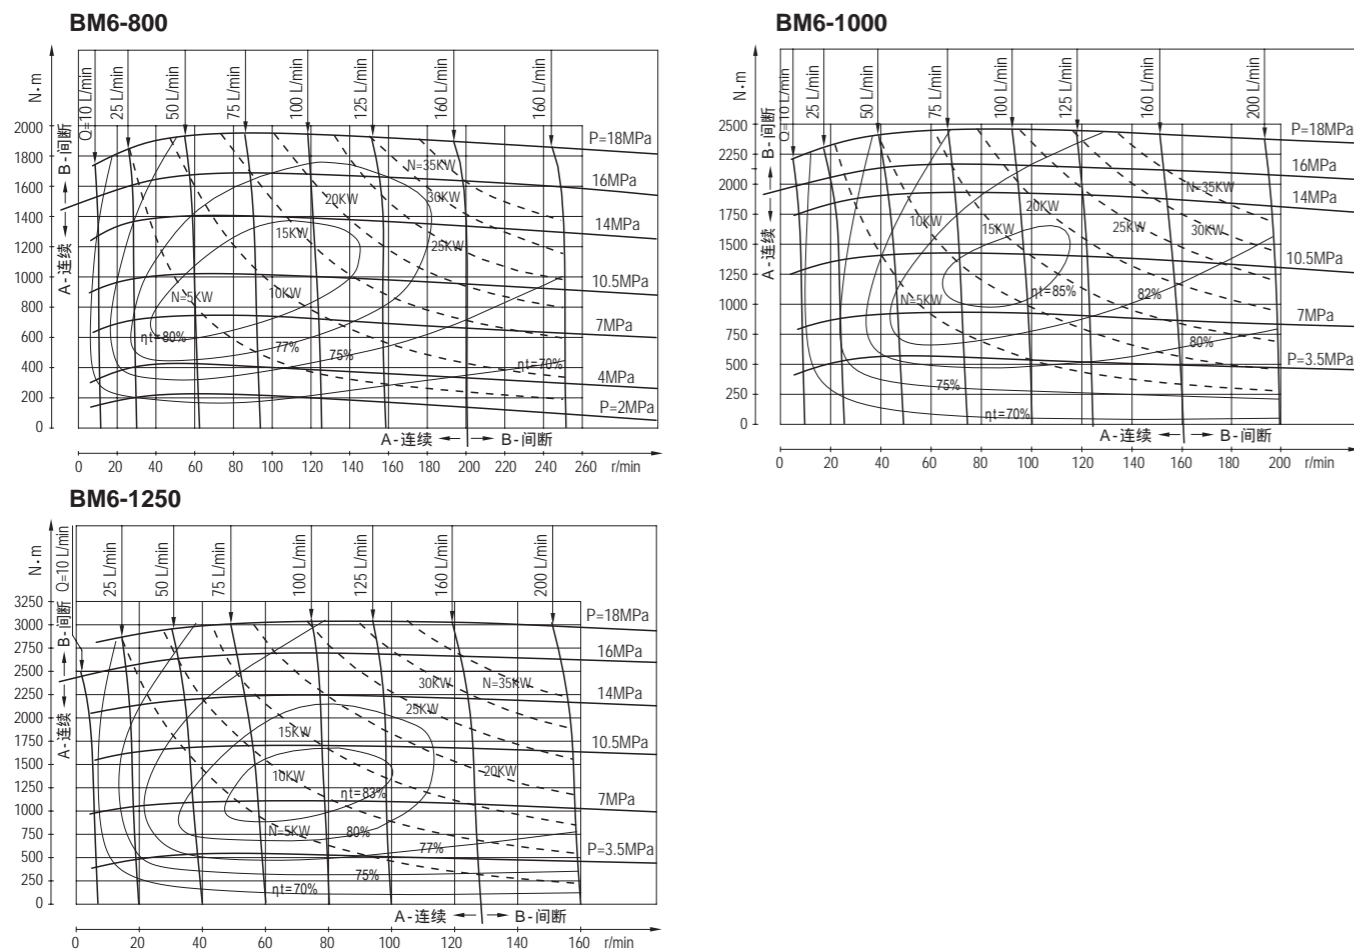 BM6-800
N·m
Q=10 L/min
25 L/min
50 L/min
75 L/min
100 L/min
125 L/min
160 L/min
160 L/min
B-间断
A-连续
2000
1800
1600
1400
1200
1000
800
600
400
200
0
P=18MPa
16MPa
14MPa
10.5MPa
7MPa
4MPa
P=2MPa
N=35KW
30KW
25KW
20KW
15KW
10KW
N=5KW
ηt=80%
77%
75%
ηt=70%
A-连续
B-间断
0 20 40 60 80 100 120 140 160 180 200 220 240 260 r/min
BM6-1000
N·m
Q=10 L/min
25 L/min
50 L/min
75 L/min
100 L/min
125 L/min
160 L/min
200 L/min
B-间断
A-连续
2500
2250
2000
1750
1500
1250
1000
750
500
250
0
P=18MPa
16MPa
14MPa
10.5MPa
7MPa
P=3.5MPa
N=35KW
30KW
25KW
20KW
15KW
10KW
N=5KW
ηt=85%
82%
80%
75%
ηt=70%
A-连续
B-间断
0 20 40 60 80 100 120 140 160 180 200 r/min
BM6-1250
N·m
Q=10 L/min
25 L/min
50 L/min
75 L/min
100 L/min
125 L/min
160 L/min
200 L/min
B-间断
A-连续
3250
3000
2750
2500
2250
2000
1750
1500
1250
1000
750
500
250
0
P=18MPa
16MPa
14MPa
10.5MPa
7MPa
P=3.5MPa
30KW
N=35KW
25KW
15KW
20KW
10KW
N=5KW
ηt=83%
80%
77%
75%
ηt=70%
A-连续
B-间断
0 20 40 60 80 100 r/min 120 140 160